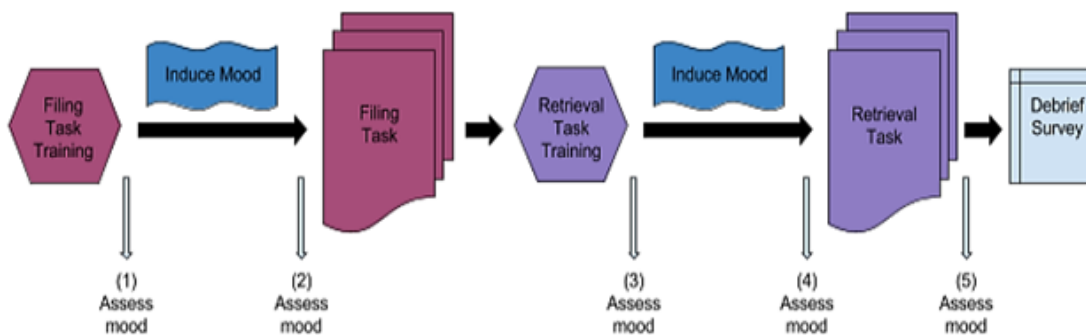 Filing
Task
Training
Induce Mood
Filing
Task
Retrieval
Task
Training
Induce Mood
Retrieval
Task
Debrief
Survey
(1)
Assess
mood
(2)
Assess
mood
(3)
Assess
mood
(4)
Assess
mood
(5)
Assess
mood